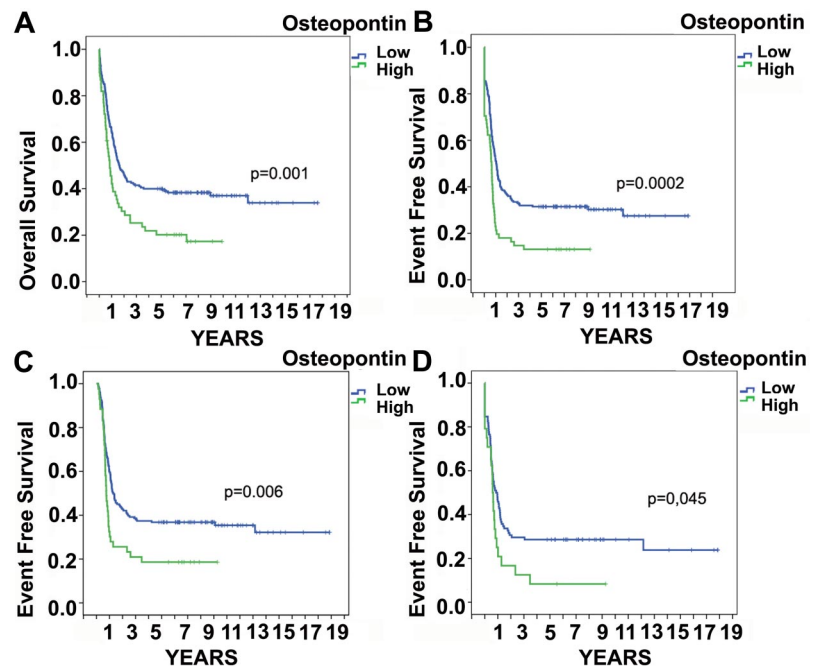 A
Osteopontin
Low
High
Overall Survival
1.0
0.8
0.6
0.4
0.2
0.0
p=0.001
1 3 5 7 9 11 13 15 17 19
YEARS
B
Osteopontin
Low
High
Event Free Survival
1.0
0.8
0.6
0.4
0.2
0.0
p=0.0002
1 3 5 7 9 11 13 15 17 19
YEARS
C
Osteopontin
Low
High
Event Free Survival
1.0
0.8
0.6
0.4
0.2
0.0
p=0.006
1 3 5 7 9 11 13 15 17 19
YEARS
D
Osteopontin
Low
High
Event Free Survival
1.0
0.8
0.6
0.4
0.2
0.0
p=0,045
1 3 5 7 9 11 13 15 17 19
YEARS